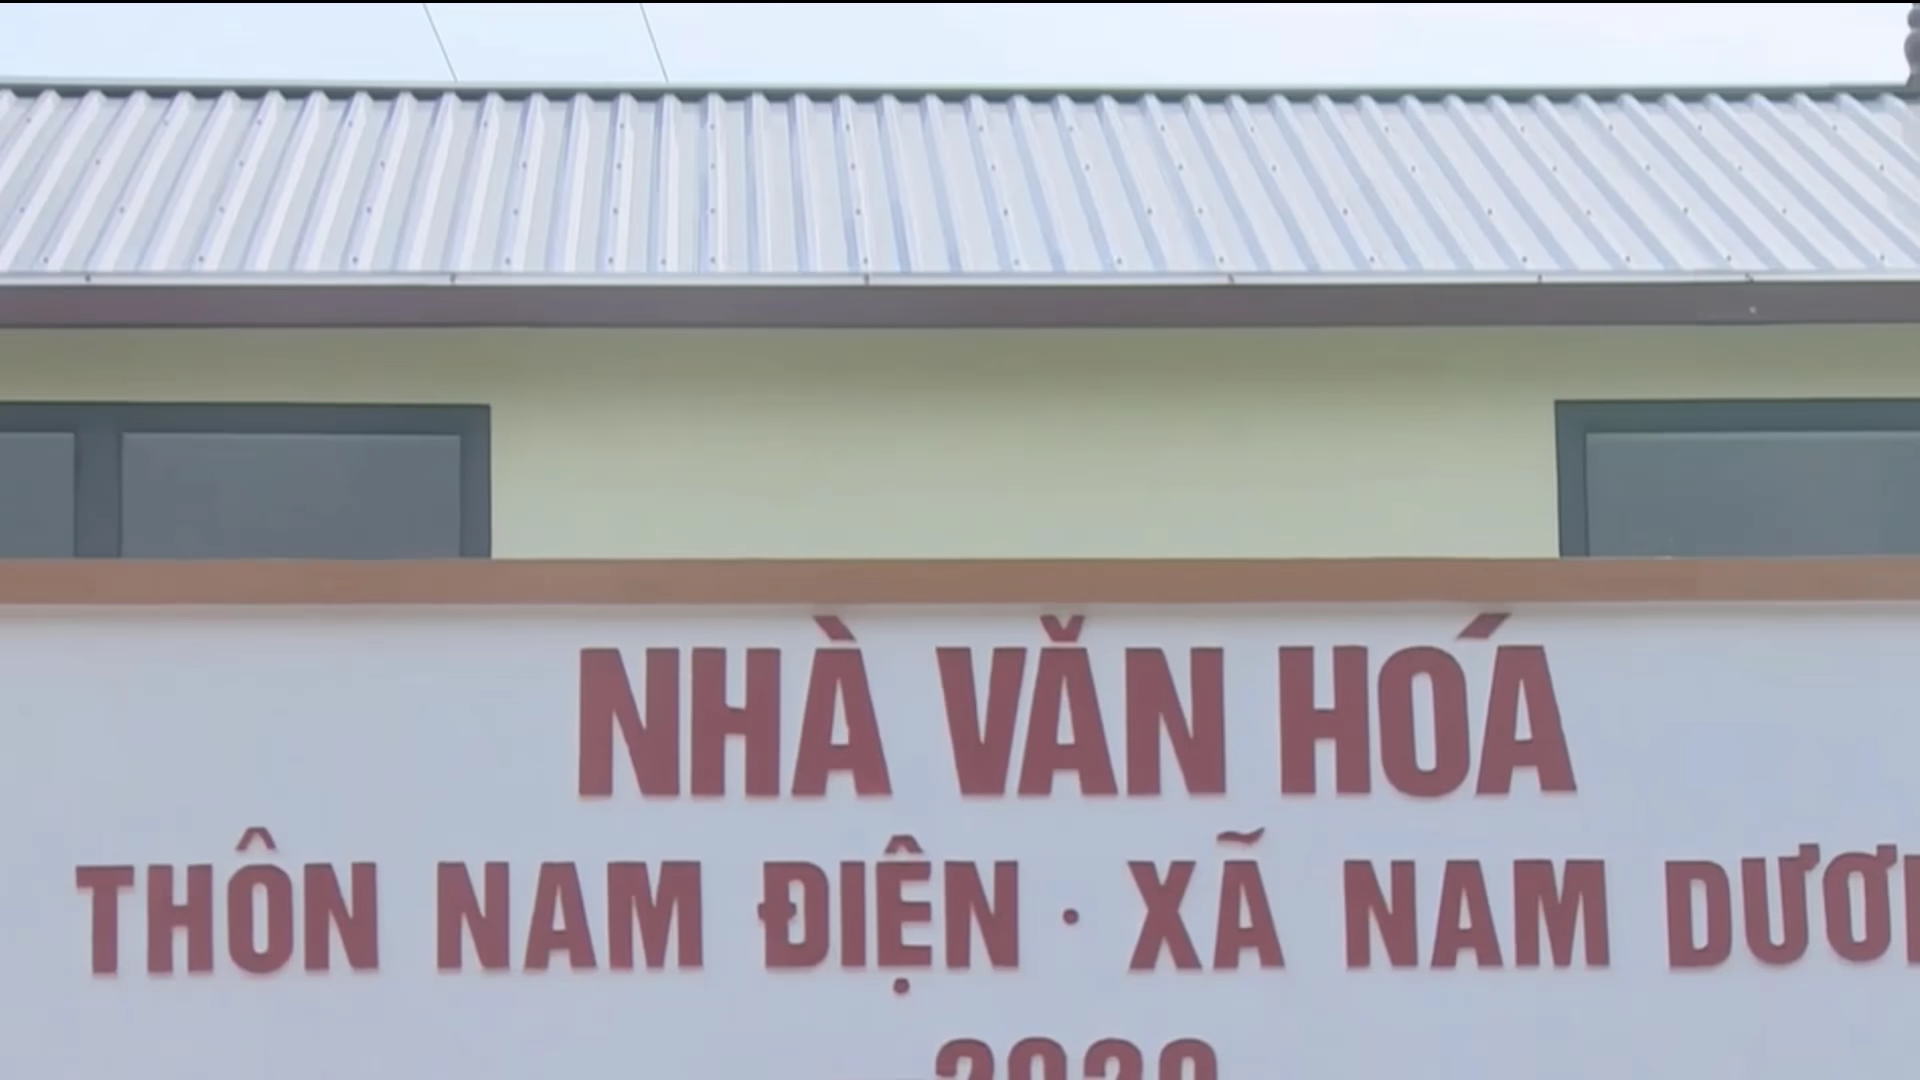 NHÀ VĂN HOÁ
THÔN NAM ĐIỆN · XÃ NAM